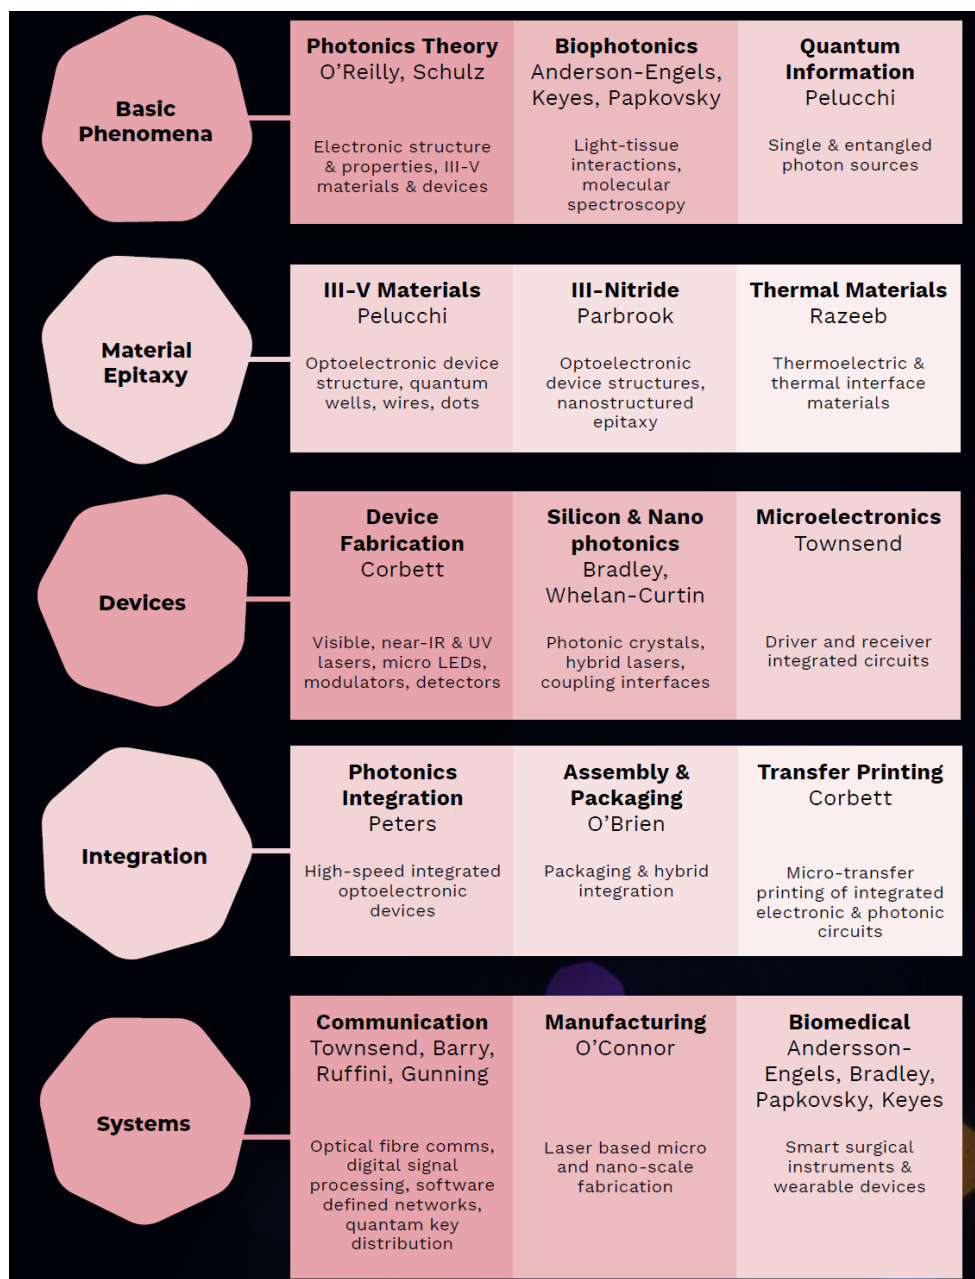 Basic
Phenomena
Photonics Theory
O'Reilly, Schulz
Electronic structure
& properties, III-V
materials & devices
Biophotonics
Anderson-Engels,
Keyes, Papkovsky
Light-tissue
interactions,
molecular
spectroscopy
Quantum
Information
Pelucchi
Single & entangled
photon sources
Material
Epitaxy
III-V Materials
Pelucchi
Optoelectronic device
structure, quantum
wells, wires, dots
III-Nitride
Parbrook
Optoelectronic
device structures,
nanostructured
epitaxy
Thermal Materials
Razeeb
Thermoelectric &
thermal interface
materials
Devices
Device
Fabrication
Corbett
Visible, near-IR & UV
lasers, micro LEDs,
modulators, detectors
Silicon & Nano
photonics
Bradley,
Whelan-Curtin
Photonic crystals,
hybrid lasers,
coupling interfaces
Microelectronics
Townsend
Driver and receiver
integrated circuits
Integration
Photonics
Integration
Peters
High-speed integrated
optoelectronic
devices
Assembly &
Packaging
O'Brien
Packaging & hybrid
integration
Transfer Printing
Corbett
Micro-transfer
printing of integrated
electronic & photonic
circuits
Systems
Communication
Townsend, Barry,
Ruffini, Gunning
Optical fibre comms,
digital signal
processing, software
defined networks,
quantam key
distribution
Manufacturing
O'Connor
Laser based micro
and nano-scale
fabrication
Biomedical
Andersson-
Engels, Bradley,
Papkovsky, Keyes
Smart surgical
instruments &
wearable devices